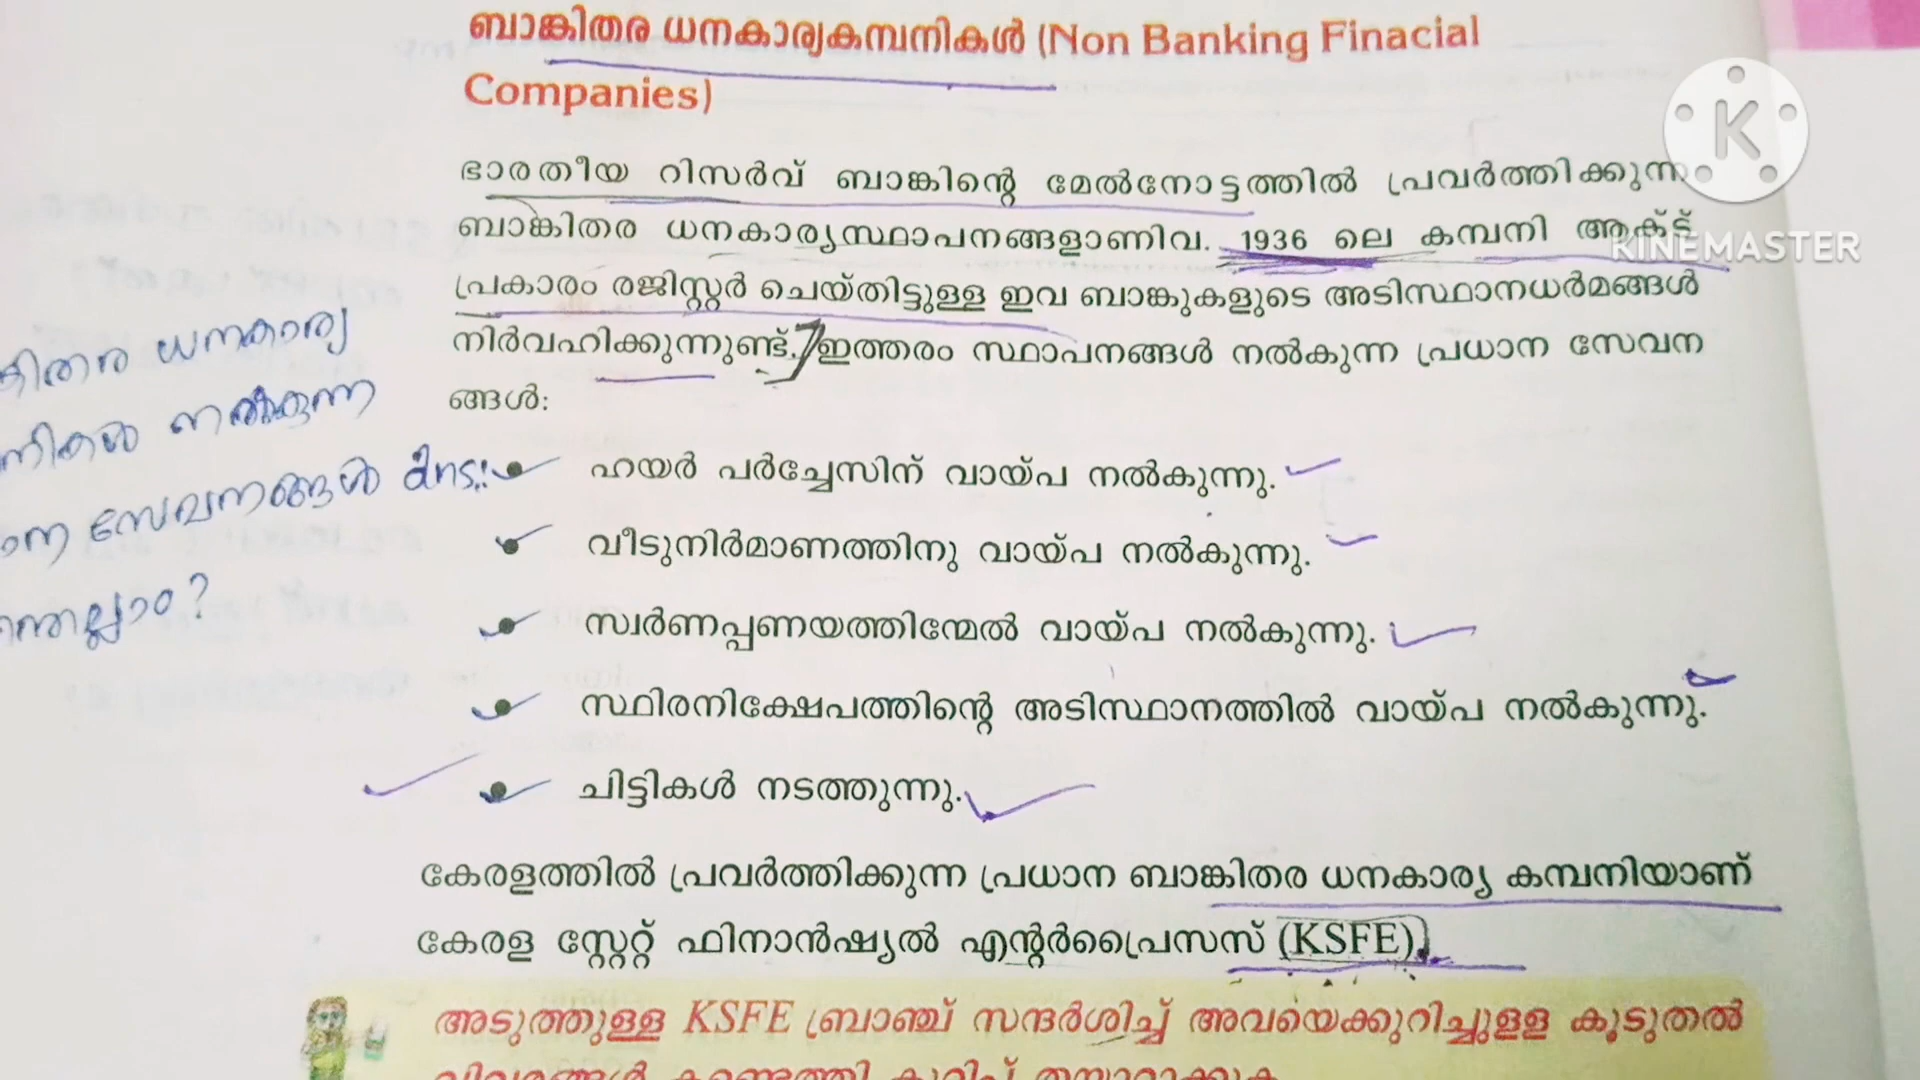 ബാങ്കിതര ധനകാര്യകമ്പനികൾ (Non Banking Finacial
Companies)
ഭാരതീയ റിസർവ് ബാങ്കിന്റെ മേൽനോട്ടത്തിൽ പ്രവർത്തിക്കുന്ന
ബാങ്കിതര ധനകാര്യസ്ഥാപനങ്ങളാണിവ. 1936 ലെ കമ്പനി ആക്ട്
പ്രകാരം രജിസ്റ്റർ ചെയ്തിട്ടുള്ള ഇവ ബാങ്കുകളുടെ അടിസ്ഥാനധർമങ്ങൾ
നിർവഹിക്കുന്നുണ്ട്. ഇത്തരം സ്ഥാപനങ്ങൾ നൽകുന്ന പ്രധാന സേവന
ങ്ങൾ:
ധനകാര്യ
നൽകുന്ന
സേവനങ്ങൾ
• ഹയർ പർച്ചേസിന് വായ്പ നൽകുന്നു.
• വീടുനിർമാണത്തിനു വായ്പ നൽകുന്നു.
• സ്വർണപ്പണയത്തിന്മേൽ വായ്പ നൽകുന്നു.
• സ്ഥിരനിക്ഷേപത്തിന്റെ അടിസ്ഥാനത്തിൽ വായ്പ നൽകുന്നു.
• ചിട്ടികൾ നടത്തുന്നു.
കേരളത്തിൽ പ്രവർത്തിക്കുന്ന പ്രധാന ബാങ്കിതര ധനകാര്യ കമ്പനിയാണ്
കേരള സ്റ്റേറ്റ് ഫിനാൻഷ്യൽ എന്റർപ്രൈസസ് (KSFE).
അടുത്തുള്ള KSFE ബ്രാഞ്ച് സന്ദർശിച്ച് അവയെക്കുറിച്ചുള്ള കൂടുതൽ
K
KINEMASTER